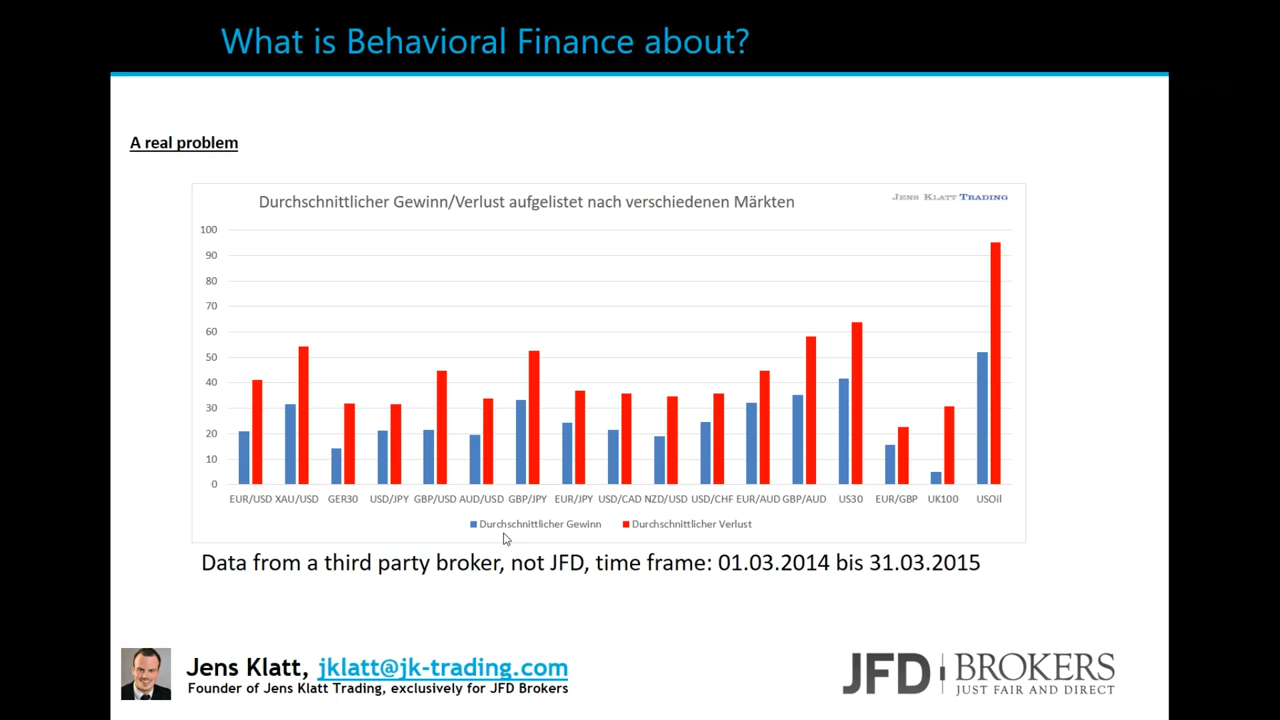 What is Behavioral Finance about?
A real problem
Durchschnittlicher Gewinn/Verlust aufgelistet nach verschiedenen Märkten
JENS KLATT TRADING
100
90
80
70
60
50
40
30
20
10
0
EUR/USD XAU/USD GER30 USD/JPY GBP/USD AUD/USD GBP/JPY EUR/JPY USD/CAD NZD/USD USD/CHF EUR/AUD GBP/AUD US30 EUR/GBP UK100 USOil
Durchschnittlicher Gewinn Durchschnittlicher Verlust
Data from a third party broker, not JFD, time frame: 01.03.2014 bis 31.03.2015
Jens Klatt, jklatt@jk-trading.com
Founder of Jens Klatt Trading, exclusively for JFD Brokers
JFD BROKERS
JUST FAIR AND DIRECT